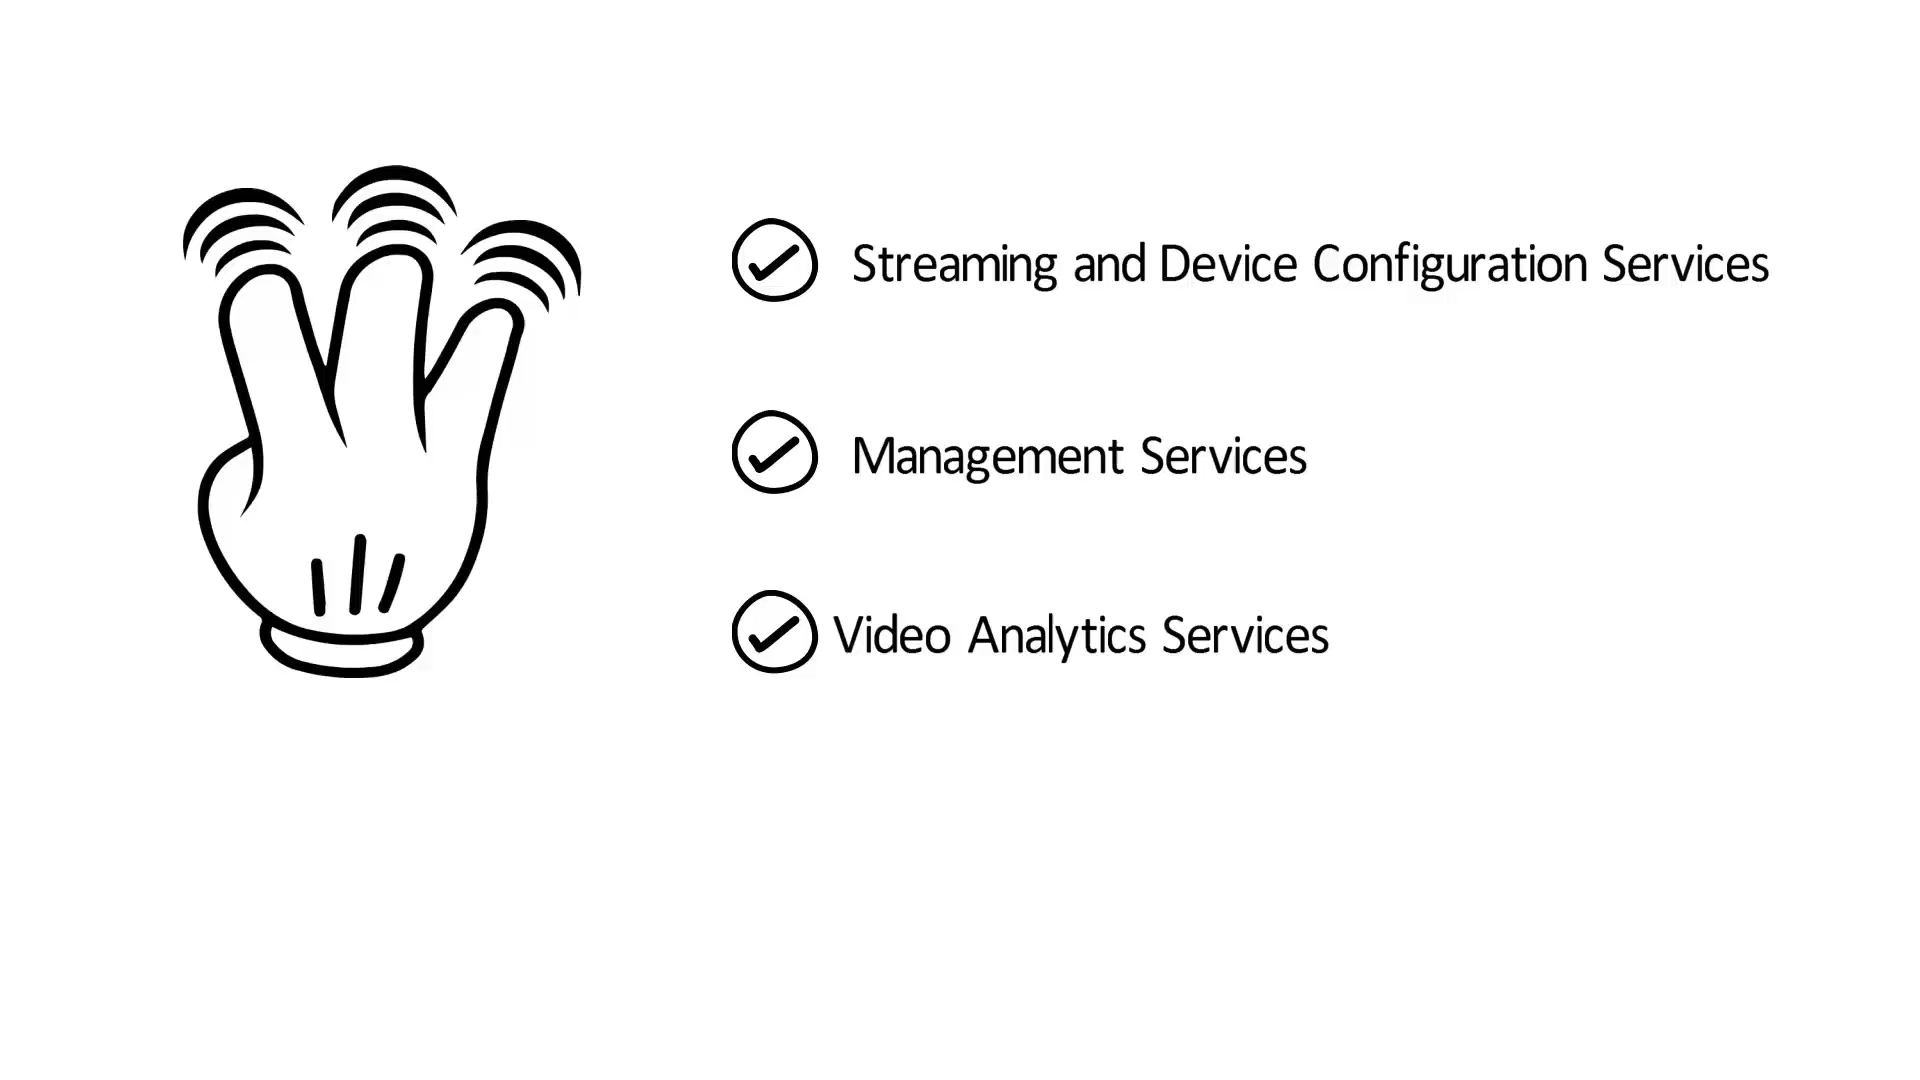 Streaming and Device Configuration Services
Management Services
Video Analytics Services